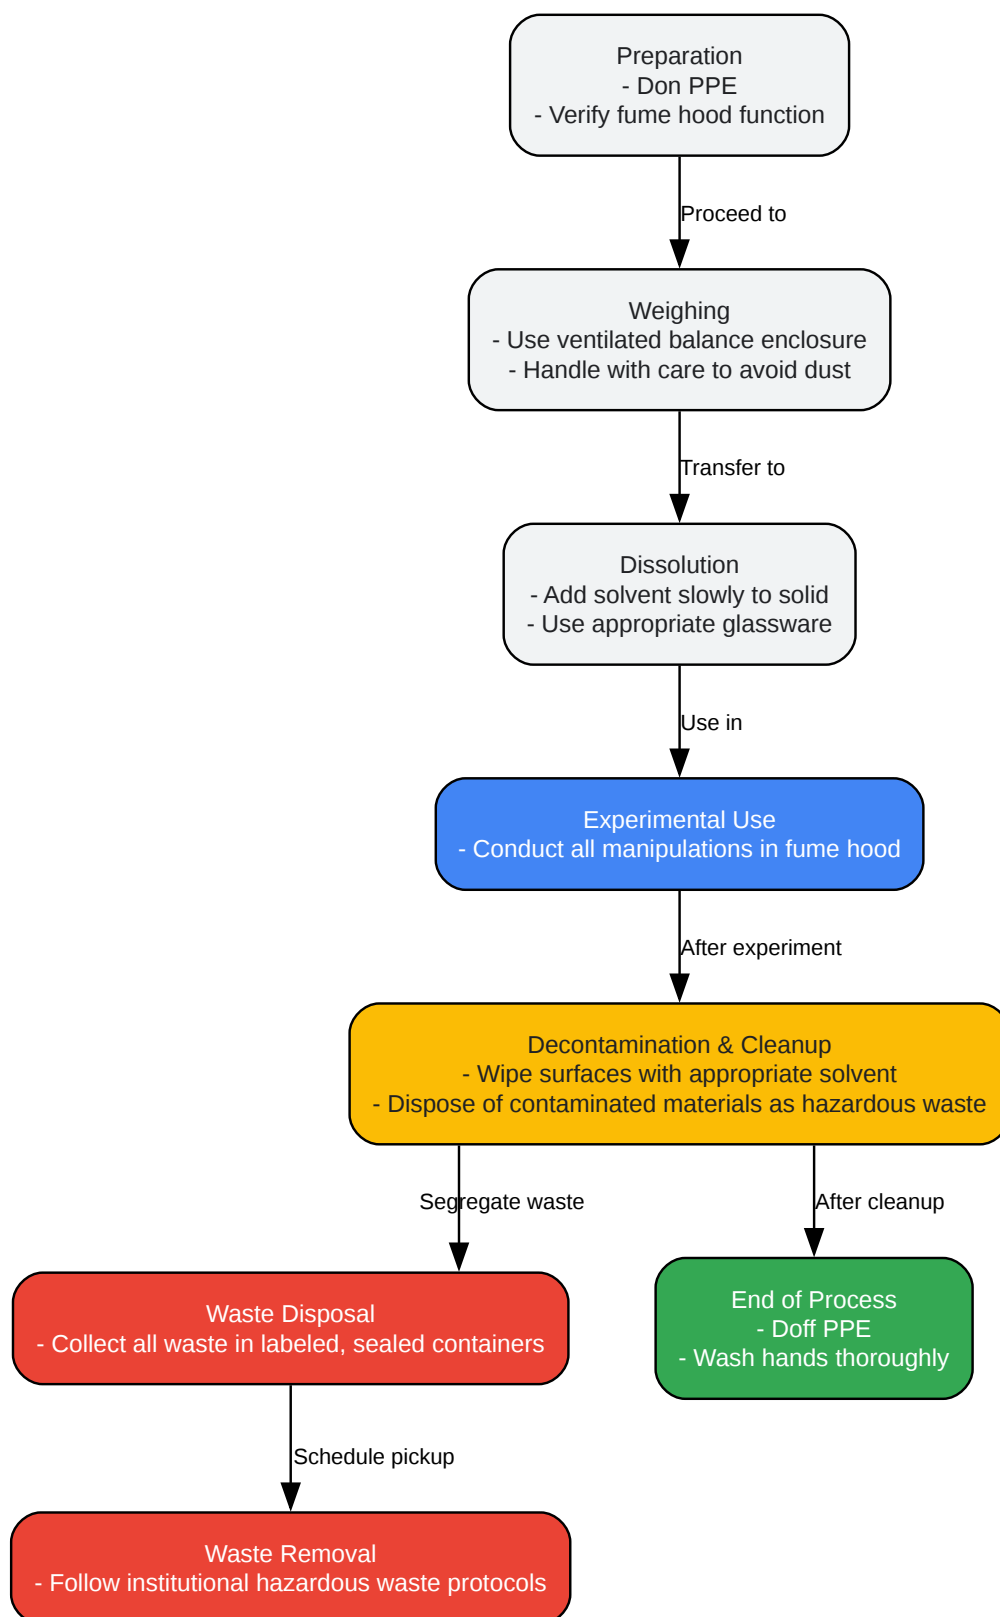 Preparation
- Don PPE
- Verify fume hood function
Proceed to
Weighing
- Use ventilated balance enclosure
- Handle with care to avoid dust
Transfer to
Dissolution
- Add solvent slowly to solid
- Use appropriate glassware
Use in
Experimental Use
- Conduct all manipulations in fume hood
After experiment
Decontamination & Cleanup
- Wipe surfaces with appropriate solvent
- Dispose of contaminated materials as hazardous waste
Segregate waste
After cleanup
Waste Disposal
- Collect all waste in labeled, sealed containers
End of Process
- Doff PPE
- Wash hands thoroughly
Schedule pickup
Waste Removal
- Follow institutional hazardous waste protocols